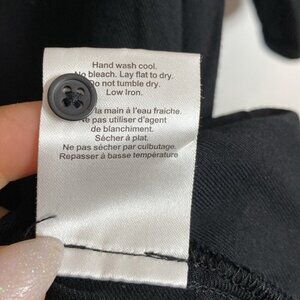 Hand wash cool.
No bleach. Lay flat to dry.
Do not tumble dry.
Low Iron.
la main à l'eau fraiche.
Ne pas utiliser d'agent
de blanchiment.
Sécher à plat.
Ne pas sécher par culbutage.
Repasser à basse température